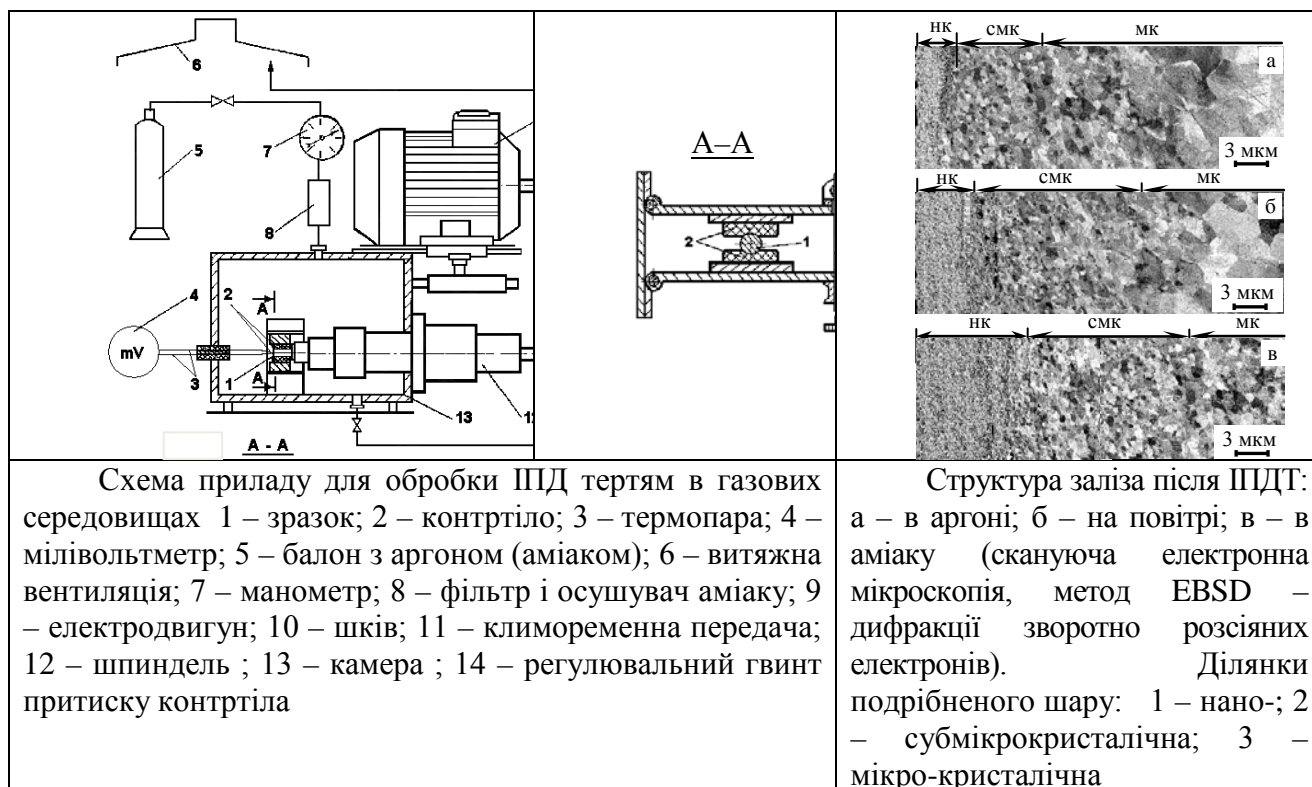 6
5
7
8
4
2
A
mV
3
1
A
13
12
A - A
А–А
2
1
нк
смк
мк
а
3 мкм
нк
смк
мк
б
3 мкм
нк
смк
мк
в
3 мкм
Схема приладу для обробки ІПД тертям в газових
середовищах 1 – зразок; 2 – контртіло; 3 – термопара; 4 –
мілівольтметр; 5 – балон з аргоном (аміаком); 6 – витяжна
вентиляція; 7 – манометр; 8 – фільтр і осушувач аміаку; 9
– електродвигун; 10 – шків; 11 – климоременна передача;
12 – шпиндель ; 13 – камера ; 14 – регулювальний гвинт
притиску контртіла
Структура заліза після ІПДТ:
а – в аргоні; б – на повітрі; в – в
аміаку (скануюча електронна
мікроскопія, метод EBSD –
дифракції зворотно розсіяних
електронів). Ділянки
подрібненого шару: 1 – нано-; 2
– субмікрокристалічна; 3 –
мікро-кристалічна